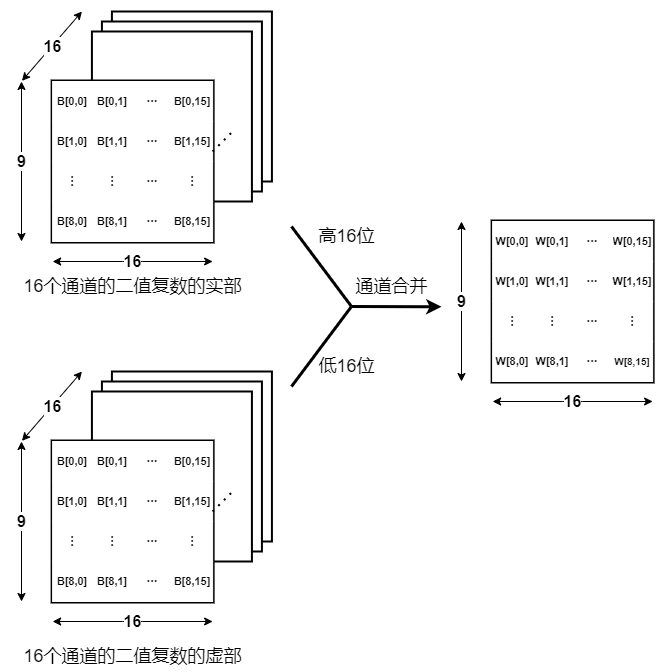 16
B[0,0] B[0,1] ... B[0,15]
B[1,0] B[1,1] ... B[1,15]
9
⋮ ⋮ ... ⋮
B[8,0] B[8,1] ... B[8,15]
16
16个通道的二值复数的实部
高16位
通道合并
低16位
W[0,0] W[0,1] ... W[0,15]
W[1,0] W[1,1] ... W[1,15]
9
⋮ ⋮ ... ⋮
W[8,0] W[8,1] ... W[8,15]
16
16
B[0,0] B[0,1] ... B[0,15]
B[1,0] B[1,1] ... B[1,15]
9
⋮ ⋮ ... ⋮
B[8,0] B[8,1] ... B[8,15]
16
16个通道的二值复数的虚部